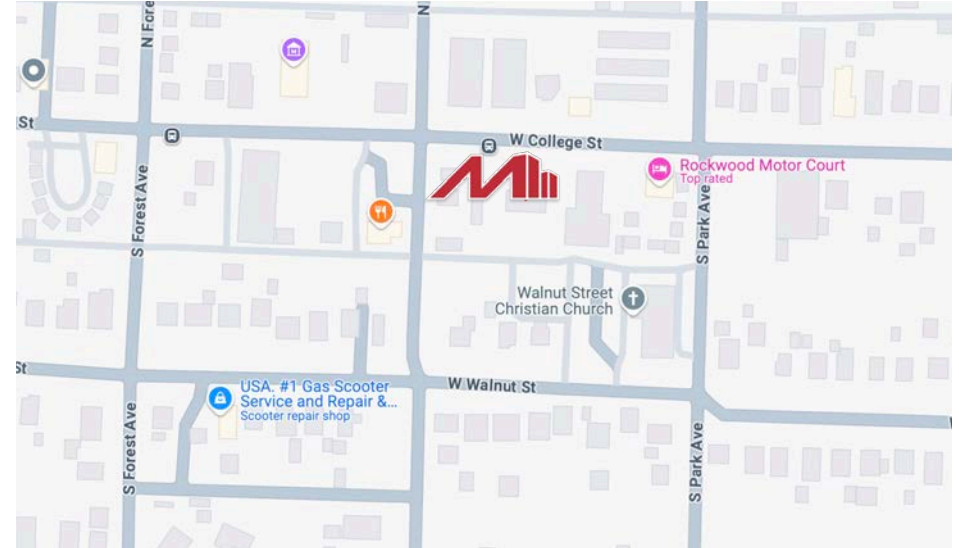 N Fore
N
St
W College St
Rockwood Motor Court
Top rated
S Forest Ave
S Park Ave
Walnut Street
Christian Church
St
W Walnut St
USA. #1 Gas Scooter
Service and Repair &...
Scooter repair shop
S Forest Ave
S Park Ave